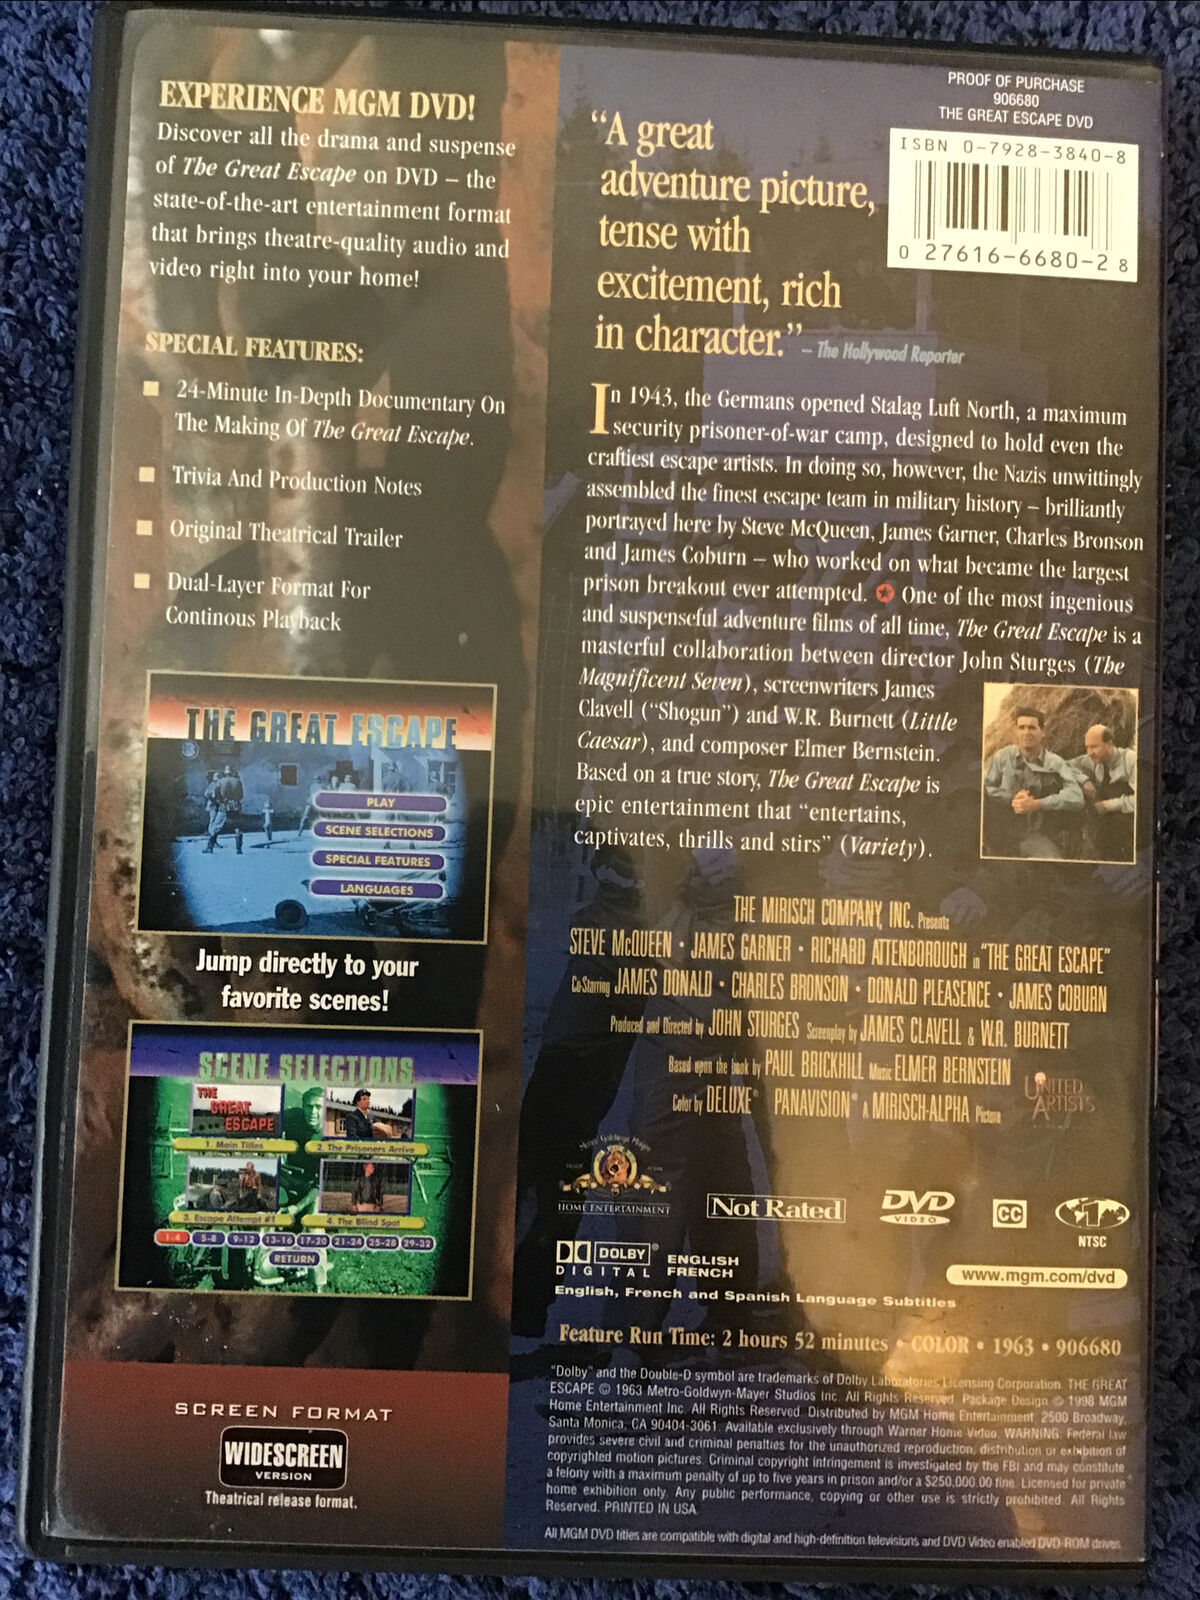 EXPERIENCE MGM DVD!
Discover all the drama and suspense
of The Great Escape on DVD – the
state-of-the-art entertainment format
that brings theatre-quality audio and
video right into your home!
SPECIAL FEATURES:
24-Minute In-Depth Documentary On
The Making Of The Great Escape.
Trivia And Production Notes
Original Theatrical Trailer
Dual-Layer Format For
Continous Playback
THE GREAT ESCAPE
PLAY
SCENE SELECTIONS
SPECIAL FEATURES
LANGUAGES
Jump directly to your
favorite scenes!
SCENE SELECTIONS
THE
GREAT
ESCAPE
1. Main Titles
2. The Prisoners Arrive
3. Escape Attempt #1
4. The Blind Spot
1-4 5-8 9-12 13-16 17-20 21-24 25-28 29-32
RETURN
SCREEN FORMAT
WIDESCREEN
VERSION
Theatrical release format.
PROOF OF PURCHASE
906680
THE GREAT ESCAPE DVD
ISBN 0-7928-3840-8
0 27616-6680-2 8
“A great
adventure picture,
tense with
excitement, rich
in character.” – The Hollywood Reporter
In 1943, the Germans opened Stalag Luft North, a maximum
security prisoner-of-war camp, designed to hold even the
craftiest escape artists. In doing so, however, the Nazis unwittingly
assembled the finest escape team in military history – brilliantly
portrayed here by Steve McQueen, James Garner, Charles Bronson
and James Coburn – who worked on what became the largest
prison breakout ever attempted. One of the most ingenious
and suspenseful adventure films of all time, The Great Escape is a
masterful collaboration between director John Sturges (The
Magnificent Seven), screenwriters James
Clavell (“Shogun”) and W.R. Burnett (Little
Caesar), and composer Elmer Bernstein.
Based on a true story, The Great Escape is
epic entertainment that “entertains,
captivates, thrills and stirs” (Variety).
THE MIRISCH COMPANY, INC. Presents
STEVE McQUEEN • JAMES GARNER • RICHARD ATTENBOROUGH in "THE GREAT ESCAPE"
Co-Starring JAMES DONALD • CHARLES BRONSON • DONALD PLEASENCE • JAMES COBURN
Produced and Directed by JOHN STURGES Screenplay by JAMES CLAVELL & W.R. BURNETT
Based upon the book by PAUL BRICKHILL Music ELMER BERNSTEIN
Color by DELUXE® PANAVISION® A MIRISCH-ALPHA Picture
UNITED
ARTISTS
Metro Goldwyn Mayer
HOME ENTERTAINMENT
Not Rated
DVD
VIDEO
CC
NTSC
DOLBY®
DIGITAL
ENGLISH
FRENCH
www.mgm.com/dvd
English, French and Spanish Language Subtitles
Feature Run Time: 2 hours 52 minutes • COLOR • 1963 • 906680
"Dolby" and the Double-D symbol are trademarks of Dolby Laboratories Licensing Corporation. THE GREAT
ESCAPE © 1963 Metro-Goldwyn-Mayer Studios Inc. All Rights Reserved. Package Design © 1998 MGM
Home Entertainment Inc. All Rights Reserved. Distributed by MGM Home Entertainment. 2500 Broadway,
Santa Monica, CA 90404-3061. Available exclusively through Warner Home Video. WARNING: Federal law
provides severe civil and criminal penalties for the unauthorized reproduction, distribution or exhibition of
copyrighted motion pictures. Criminal copyright infringement is investigated by the FBI and may constitute
a felony with a maximum penalty of up to five years in prison and/or a $250,000.00 fine. Licensed for private
home exhibition only. Any public performance, copying or other use is strictly prohibited. All Rights
Reserved. PRINTED IN USA.
All MGM DVD titles are compatible with digital and high-definition televisions and DVD Video enabled DVD-ROM drives.